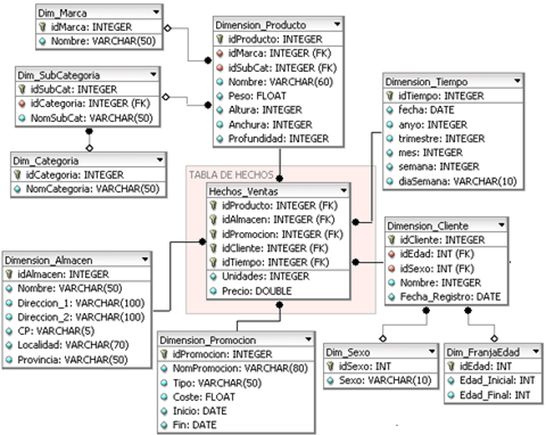 Dim_Marca
idMarca: INTEGER
Nombre: VARCHAR(50)
Dimension_Producto
idProducto: INTEGER
idMarca: INTEGER (FK)
idSubCat: INTEGER (FK)
Nombre: VARCHAR(60)
Peso: FLOAT
Altura: INTEGER
Anchura: INTEGER
Profundidad: INTEGER
Dim_SubCategoria
idSubCat: INTEGER
idCategoria: INTEGER (FK)
NomSubCat: VARCHAR(50)
Dimension_Tiempo
idTiempo: INTEGER
fecha: DATE
anyo: INTEGER
trimestre: INTEGER
mes: INTEGER
semana: INTEGER
diaSemana: VARCHAR(10)
Dim_Categoria
idCategoria: INTEGER
NomCategoria: VARCHAR(50)
TABLA DE HECHOS
Hechos_Ventas
idProducto: INTEGER (FK)
idAlmacen: INTEGER (FK)
idPromocion: INTEGER (FK)
idCliente: INTEGER (FK)
idTiempo: INTEGER (FK)
Unidades: INTEGER
Precio: DOUBLE
Dimension_Cliente
idCliente: INTEGER
idEdad: INT (FK)
idSexo: INT (FK)
Nombre: INTEGER
Fecha_Registro: DATE
Dimension_Almacen
idAlmacen: INTEGER
Nombre: VARCHAR(50)
Direccion_1: VARCHAR(100)
Direccion_2: VARCHAR(100)
CP: VARCHAR(5)
Localidad: VARCHAR(70)
Provincia: VARCHAR(50)
Dimension_Promocion
idPromocion: INTEGER
NomPromocion: VARCHAR(80)
Tipo: VARCHAR(50)
Coste: FLOAT
Inicio: DATE
Fin: DATE
Dim_Sexo
idSexo: INT
Sexo: VARCHAR(10)
Dim_FranjaEdad
idEdad: INT
Edad_Inicial: INT
Edad_Final: INT